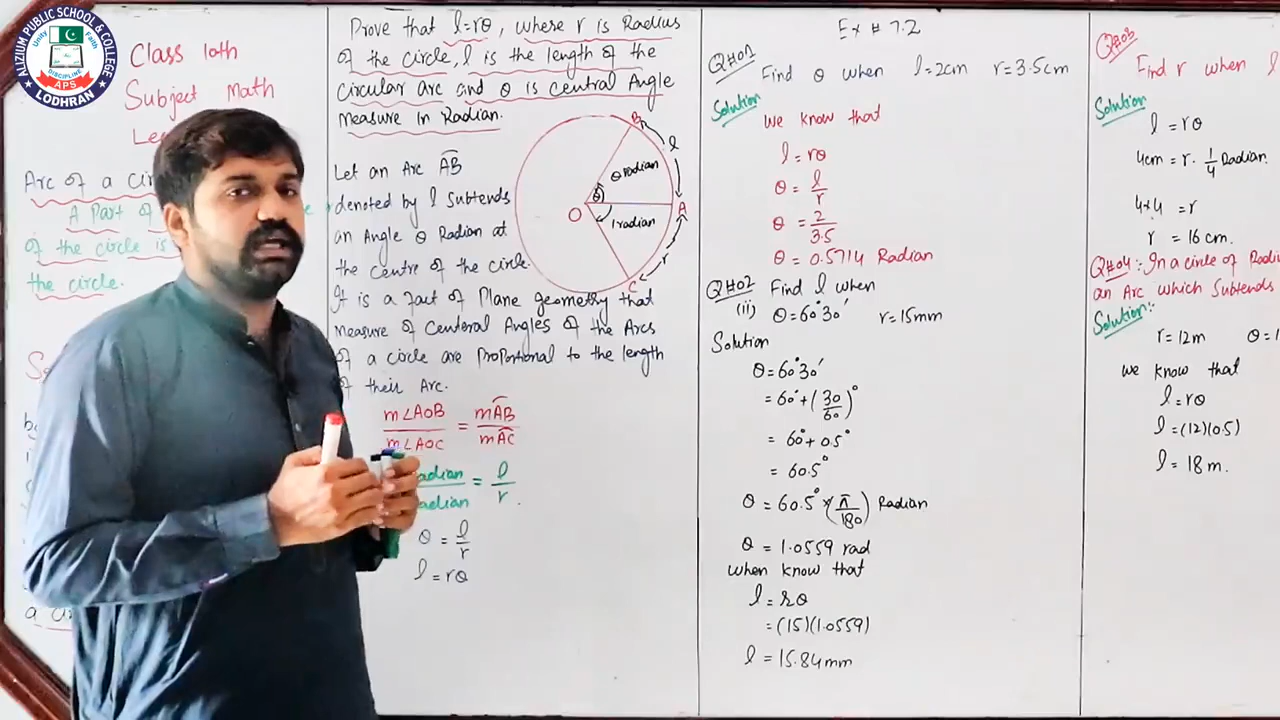 ALIZIUM PUBLIC SCHOOL & COLLEGE
Unity
Faith
DISCIPLINE
APS
LODHRAN
Class 10th
Subject Math
Arc of a
A Part of
of the circle is
the circle.
Prove that l=rθ, where r is Radius
of the circle, l is the length of the
circular arc and θ is central Angle
measure in Radian.
Let an Arc AB
denoted by l subtends
an Angle θ Radian at
the centre of the circle.
It is a fact of Plane geometry that
measure of Centeral Angles of the Arcs
of a circle are proportional to the length
of their Arc.
B
l
θ radian
θ
O
A
1 radian
r
C
m∠AOB / m∠AOC = mAB / mAC
adian / adian = l / r .
θ = l/r
l = rθ
Ex # 7.2
Q#01
Find θ when l=2cm r=3.5cm
Solution
we know that
l = rθ
θ = l/r
θ = 2/3.5
θ = 0.5714 Radian
Q#02 Find l when
(ii) θ=60°30′ r=15mm
Solution
θ=60°30′
= 60°+(30/60)°
= 60°+0.5°
= 60.5°
θ = 60.5°×(π/180) Radian
θ = 1.0559 rad
when know that
l = rθ
= (15)(1.0559)
l = 15.84mm
Q#03
Find r when l
Solution
l = rθ
4cm = r. 1/4 Radian.
4×4 = r
r = 16 cm.
Q#04:- In a circle of Radi
an Arc which Subtends
Solution:-
r=12m θ=1
we know that
l=rθ
l=(12)(0.5)
l = 18m.